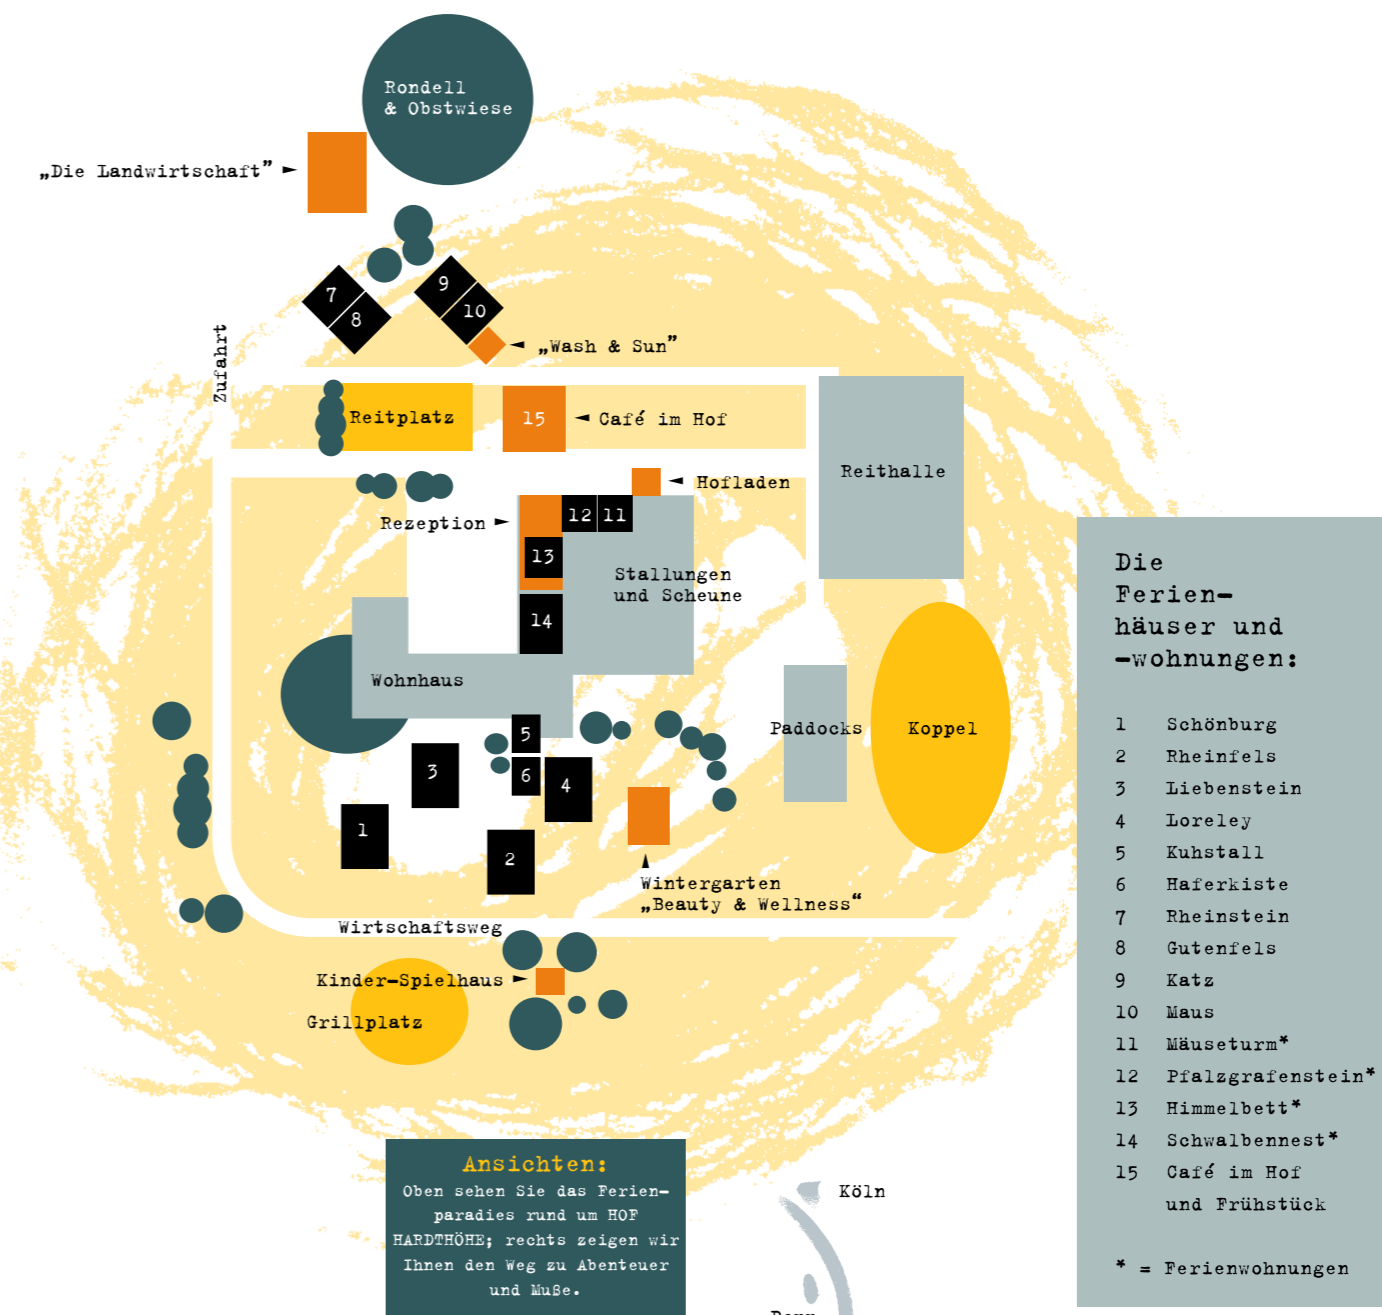 Rondell
& Obstwiese
„Die Landwirtschaft”
7
8
9
10
„Wash & Sun”
Zufahrt
Reitplatz
15
Café im Hof
Reithalle
Hofladen
Rezeption
12
11
13
14
Stallungen
und Scheune
Wohnhaus
Paddocks
Koppel
5
6
3
4
1
2
Wintergarten
„Beauty & Wellness“
Wirtschaftsweg
Kinder-Spielhaus
Grillplatz
Die
Ferien-
häuser und
-wohnungen:
1 Schönburg
2 Rheinfels
3 Liebenstein
4 Loreley
5 Kuhstall
6 Haferkiste
7 Rheinstein
8 Gutenfels
9 Katz
10 Maus
11 Mäuseturm*
12 Pfalzgrafenstein*
13 Himmelbett*
14 Schwalbennest*
15 Café im Hof
und Frühstück
* = Ferienwohnungen
Ansichten:
Oben sehen Sie das Ferien-
paradies rund um HOF
HARDTHÖHE; rechts zeigen wir
Ihnen den Weg zu Abenteuer
und Muße.
Köln